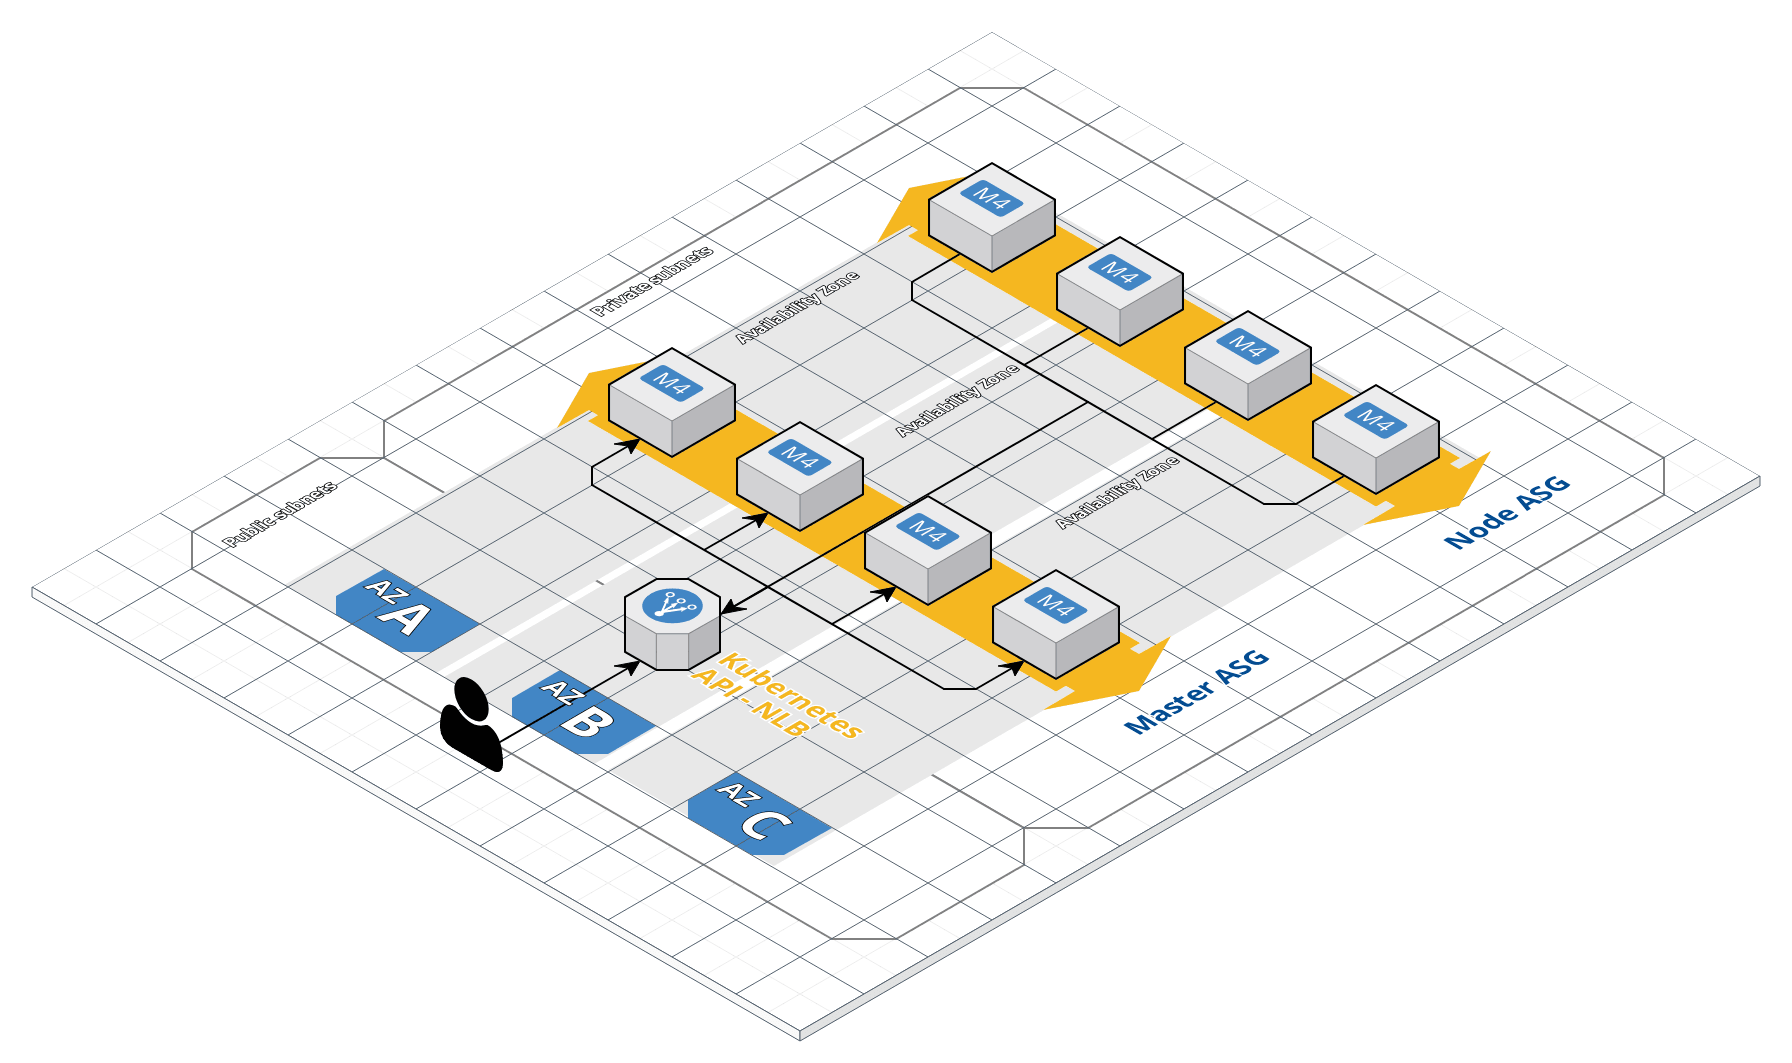 M4
M4
M4
M4
Private subnets
Availability Zone
Availability Zone
Availability Zone
M4
M4
M4
M4
Public subnets
Node ASG
Master ASG
AZ
A
AZ
B
AZ
C
Kubernetes
API - NLB